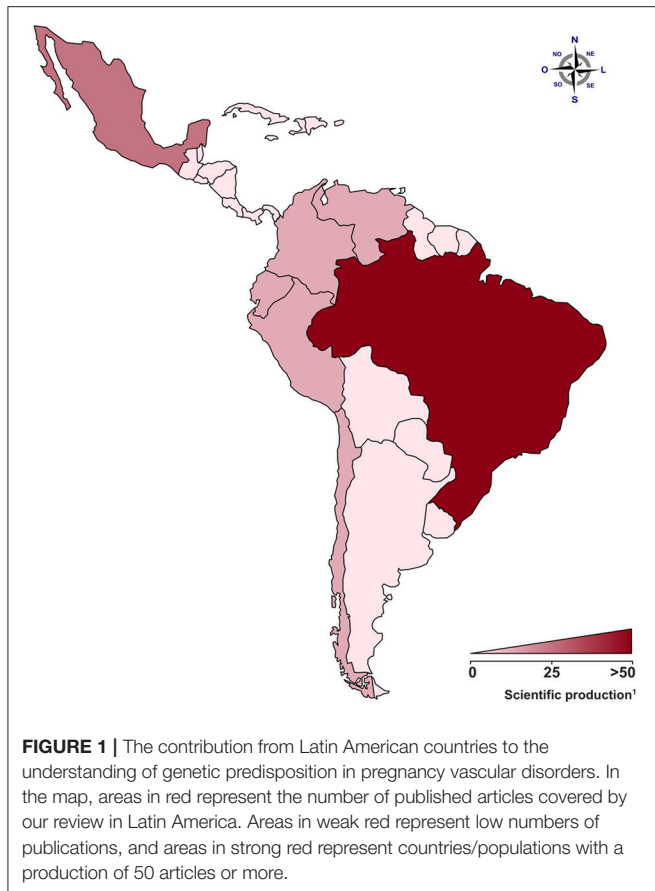 N
NO NE
O L
SO SE
S
0 25 >50
Scientific production¹
FIGURE 1 | The contribution from Latin American countries to the
understanding of genetic predisposition in pregnancy vascular disorders. In
the map, areas in red represent the number of published articles covered by
our review in Latin America. Areas in weak red represent low numbers of
publications, and areas in strong red represent countries/populations with a
production of 50 articles or more.